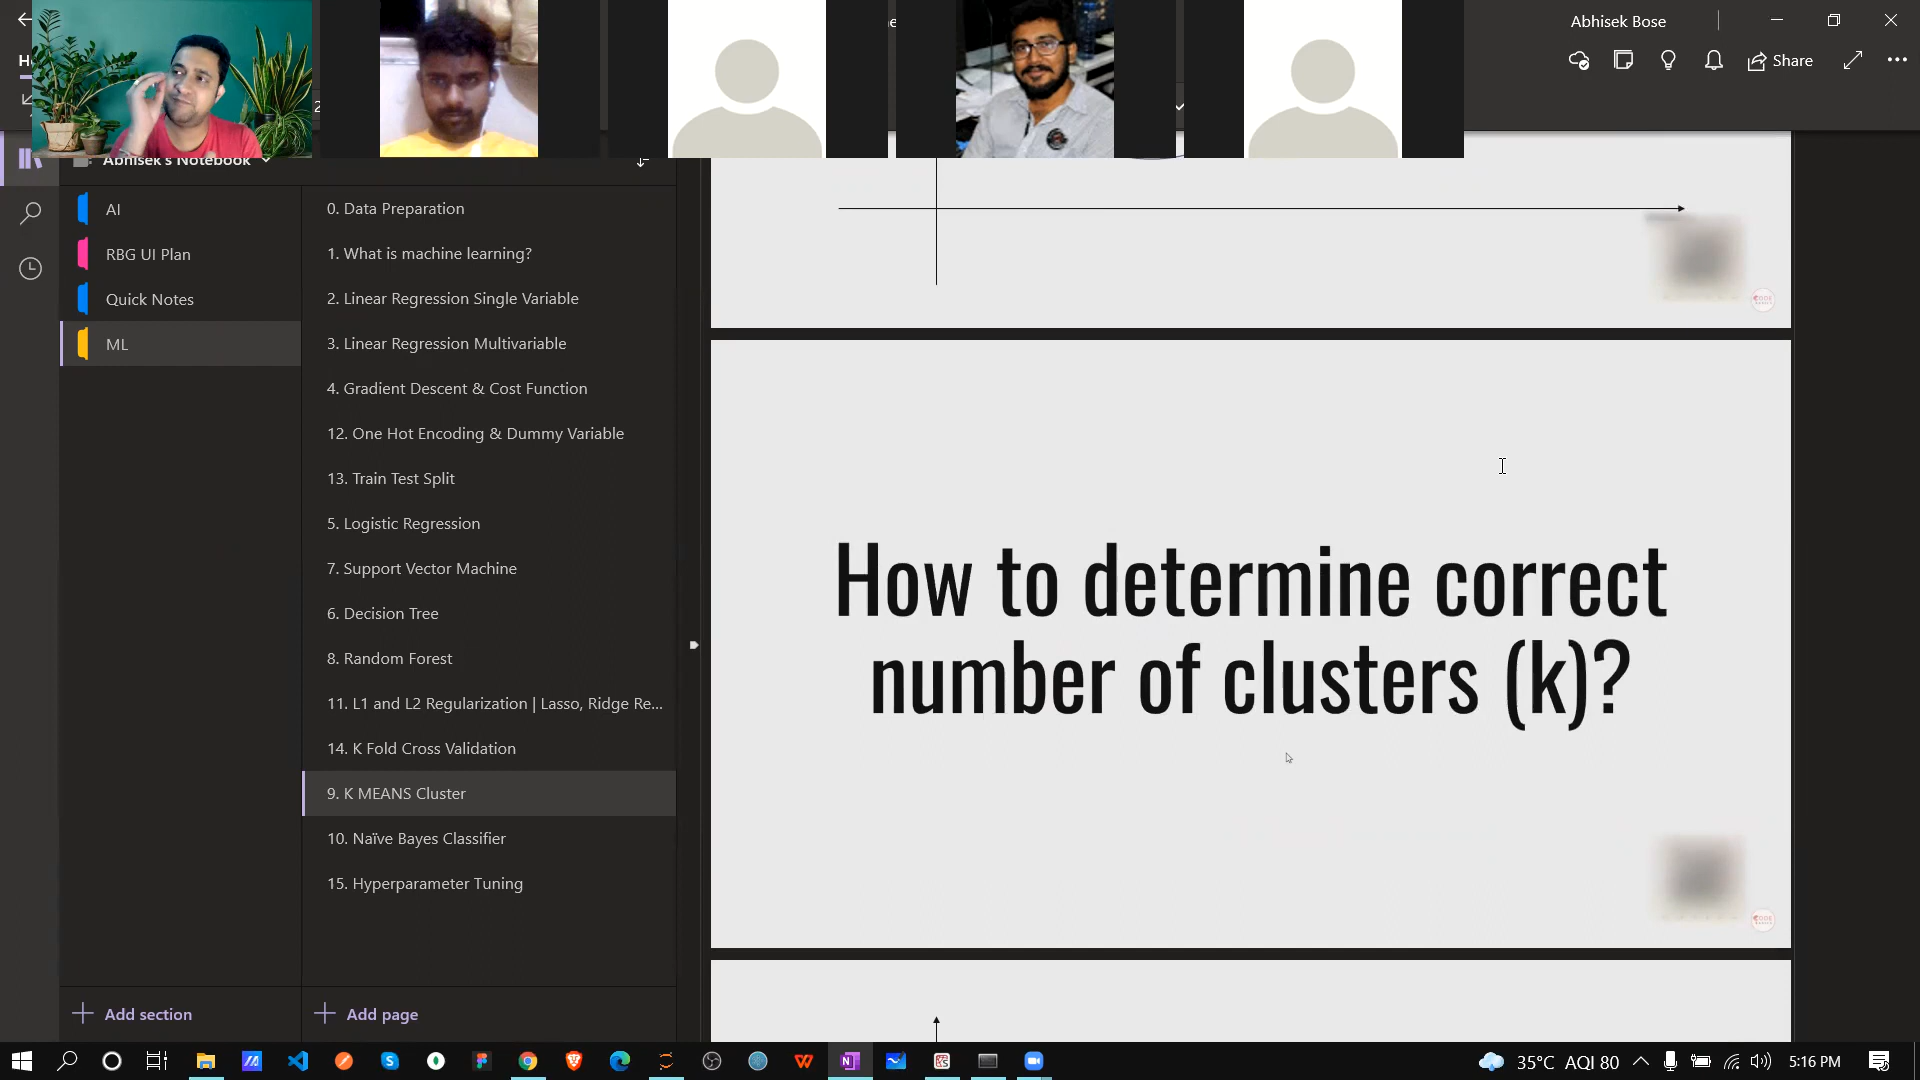 Abhisek Bose
Share
Abhisek's Notebook
AI
RBG UI Plan
Quick Notes
ML
0. Data Preparation
1. What is machine learning?
2. Linear Regression Single Variable
3. Linear Regression Multivariable
4. Gradient Descent & Cost Function
12. One Hot Encoding & Dummy Variable
13. Train Test Split
5. Logistic Regression
7. Support Vector Machine
6. Decision Tree
8. Random Forest
11. L1 and L2 Regularization | Lasso, Ridge Re...
14. K Fold Cross Validation
9. K MEANS Cluster
10. Naïve Bayes Classifier
15. Hyperparameter Tuning
Add section
Add page
How to determine correct
number of clusters (k)?
35°C AQI 80
5:16 PM